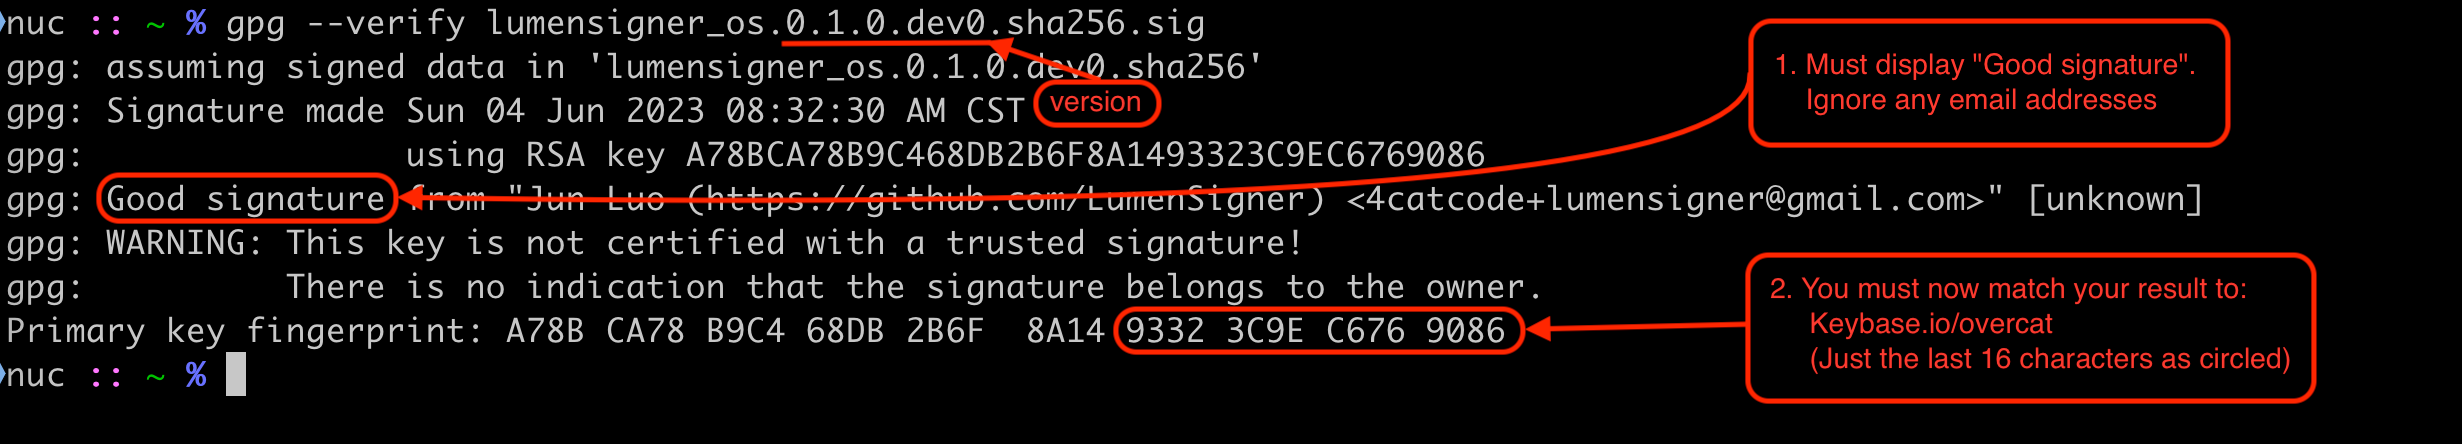 nuc :: ~ % gpg --verify lumensigner_os.0.1.0.dev0.sha256.sig
gpg: assuming signed data in 'lumensigner_os.0.1.0.dev0.sha256'
gpg: Signature made Sun 04 Jun 2023 08:32:30 AM CST
version
gpg:                using RSA key A78BCA78B9C468DB2B6F8A1493323C9EC6769086
gpg: Good signature from "Jun Luo (https://github.com/LumenSigner) <4catcode+lumensigner@gmail.com>" [unknown]
gpg: WARNING: This key is not certified with a trusted signature!
gpg:          There is no indication that the signature belongs to the owner.
Primary key fingerprint: A78B CA78 B9C4 68DB 2B6F  8A14 9332 3C9E C676 9086
nuc :: ~ %
1. Must display "Good signature".
Ignore any email addresses
2. You must now match your result to:
Keybase.io/overcat
(Just the last 16 characters as circled)